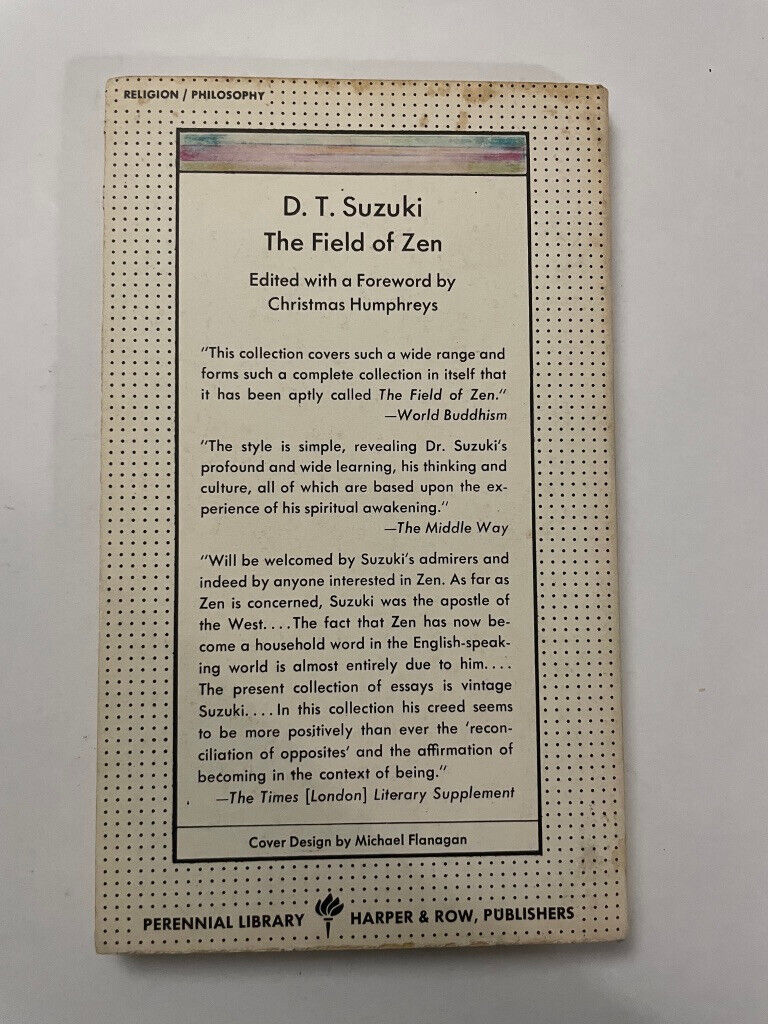 RELIGION / PHILOSOPHY
D. T. Suzuki
The Field of Zen
Edited with a Foreword by
Christmas Humphreys
"This collection covers such a wide range and
forms such a complete collection in itself that
it has been aptly called The Field of Zen."
—World Buddhism
"The style is simple, revealing Dr. Suzuki's
profound and wide learning, his thinking and
culture, all of which are based upon the ex-
perience of his spiritual awakening."
—The Middle Way
"Will be welcomed by Suzuki's admirers and
indeed by anyone interested in Zen. As far as
Zen is concerned, Suzuki was the apostle of
the West. . . . The fact that Zen has now be-
come a household word in the English-speak-
ing world is almost entirely due to him. . . .
The present collection of essays is vintage
Suzuki. . . . In this collection his creed seems
to be more positively than ever the 'recon-
ciliation of opposites' and the affirmation of
becoming in the context of being."
—The Times [London] Literary Supplement
Cover Design by Michael Flanagan
PERENNIAL LIBRARY HARPER & ROW, PUBLISHERS